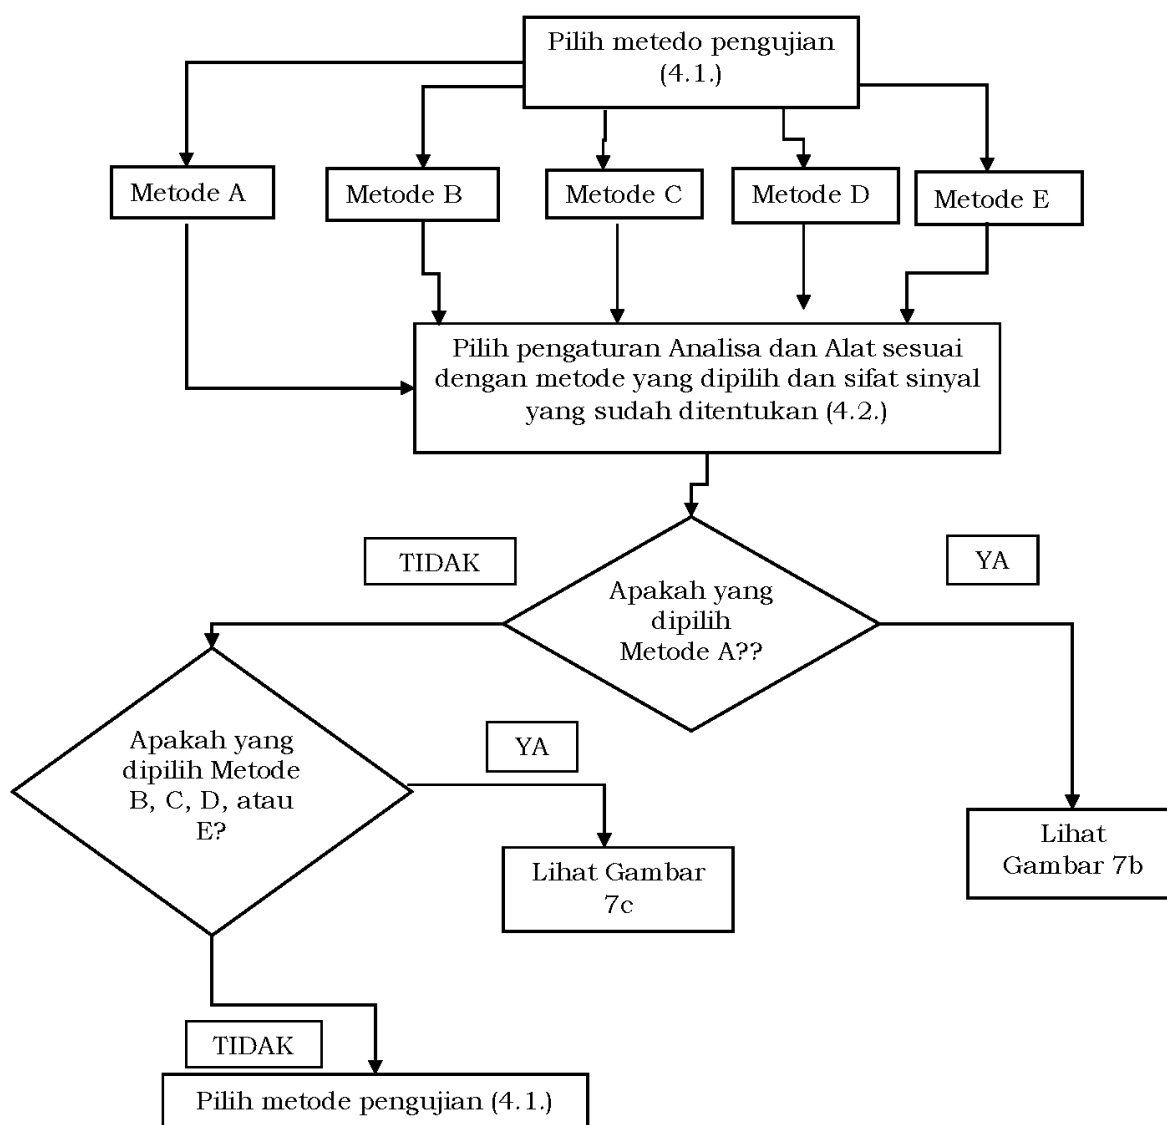 Pilih metedo pengujian
(4.1.)
Metode A
Metode B
Metode C
Metode D
Metode E
Pilih pengaturan Analisa dan Alat sesuai
dengan metode yang dipilih dan sifat sinyal
yang sudah ditentukan (4.2.)
TIDAK
YA
Apakah yang
dipilih
Metode A??
Apakah yang
dipilih Metode
B, C, D, atau
E?
YA
Lihat Gambar
7c
Lihat
Gambar 7b
TIDAK
Pilih metode pengujian (4.1.)